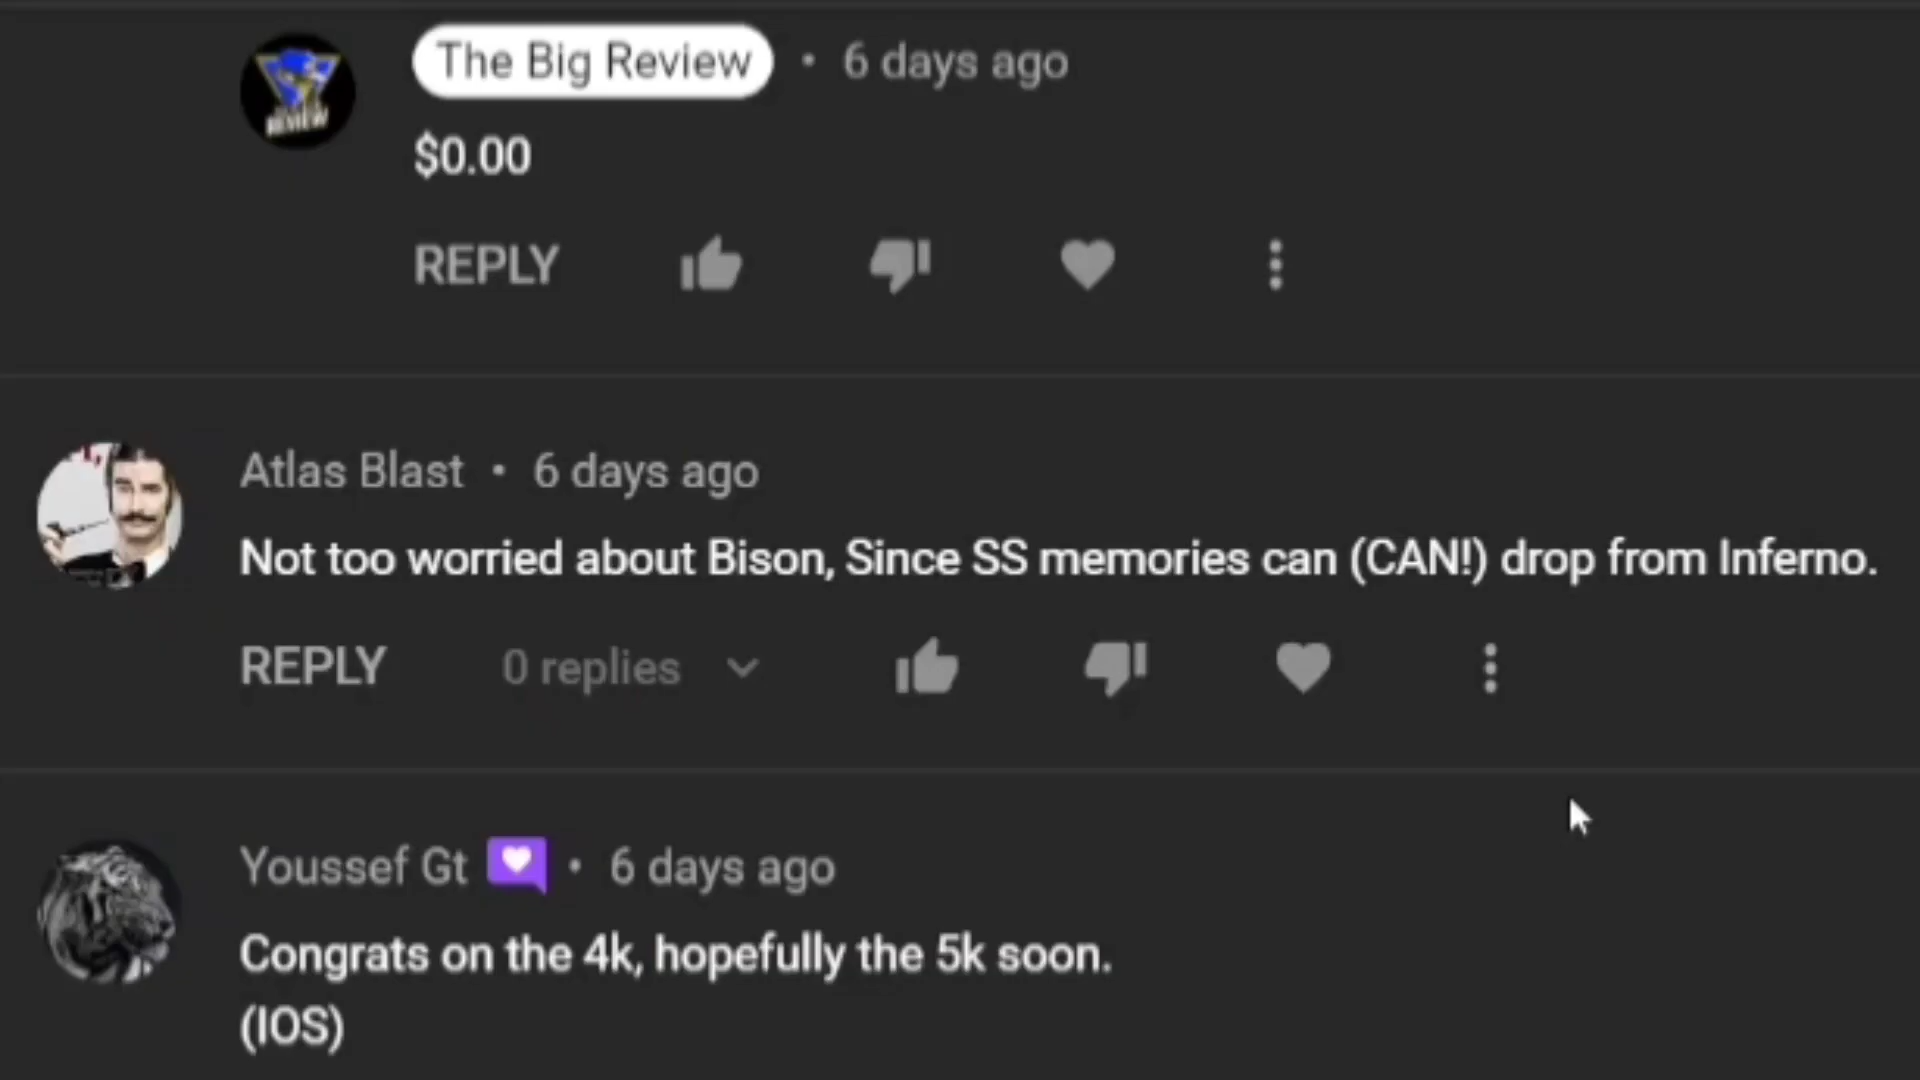 The Big Review • 6 days ago
REVIEW
$0.00
REPLY
Atlas Blast • 6 days ago
Not too worried about Bison, Since SS memories can (CAN!) drop from Inferno.
REPLY 0 replies
Youssef Gt • 6 days ago
Congrats on the 4k, hopefully the 5k soon.
(IOS)